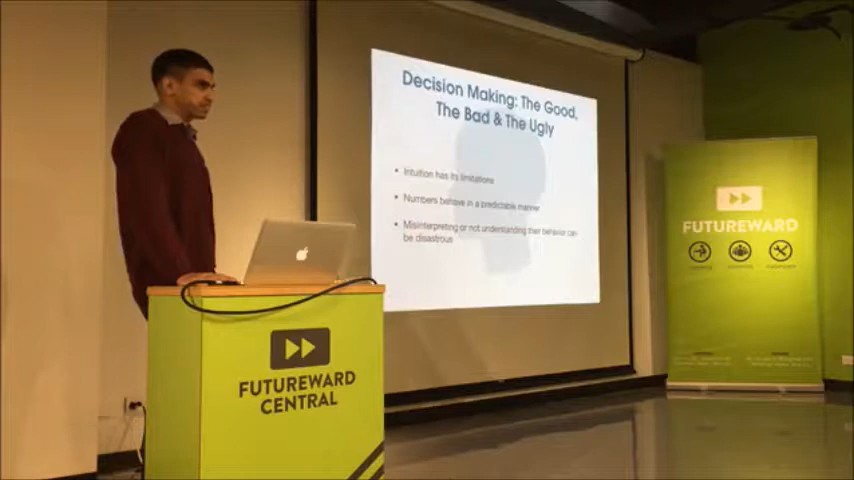 Decision Making: The Good,
The Bad & The Ugly
• Intuition has its limitations
• Numbers behave in a predictable manner
• Misinterpreting or not understanding their behavior can
be disastrous
FUTUREWARD
FUTUREWARD
CENTRAL